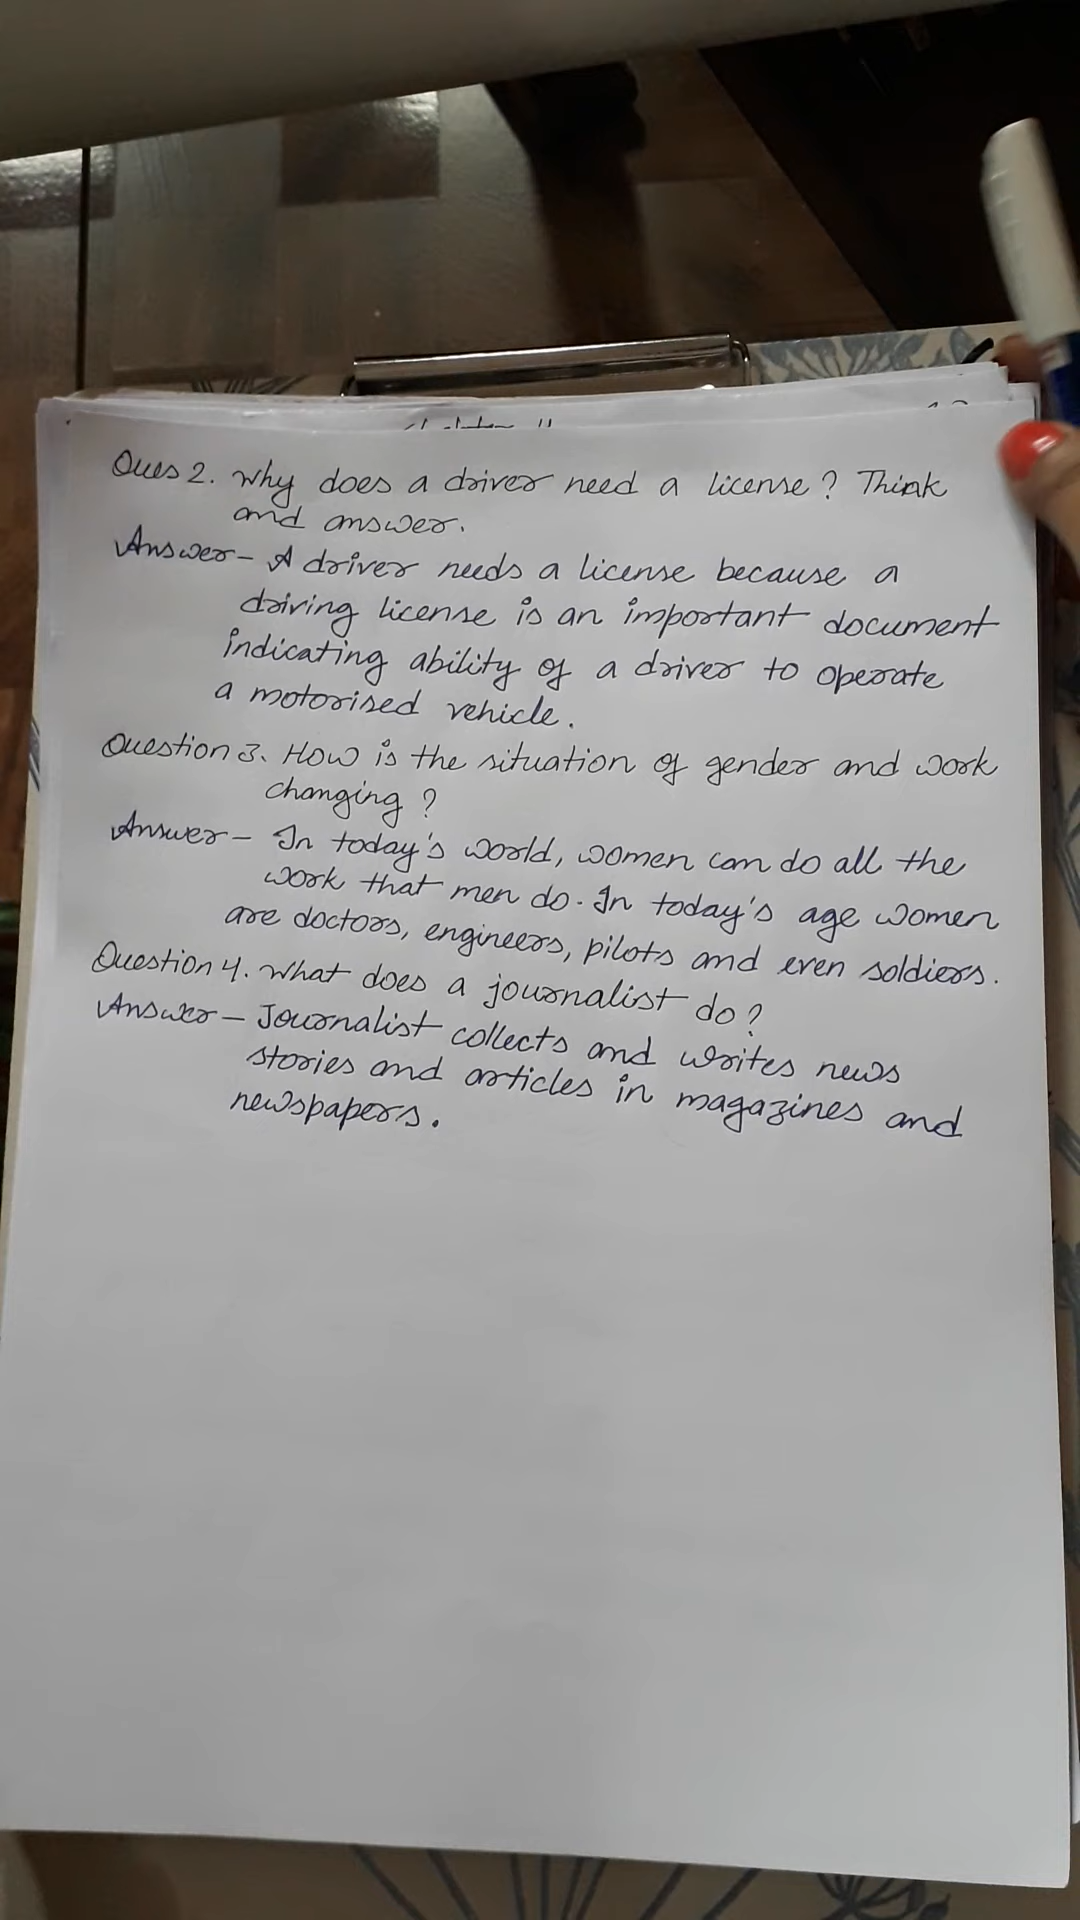 Ques 2. Why does a driver need a license? Think
and answer.
Answer- A driver needs a license because a
driving license is an important document
indicating ability of a driver to operate
a motorised vehicle.
Question 3. How is the situation of gender and work
changing?
Answer- In today's world, women can do all the
work that men do. In today's age women
are doctors, engineers, pilots and even soldiers.
Question 4. What does a journalist do?
Answer- Journalist collects and writes news
stories and articles in magazines and
newspapers.